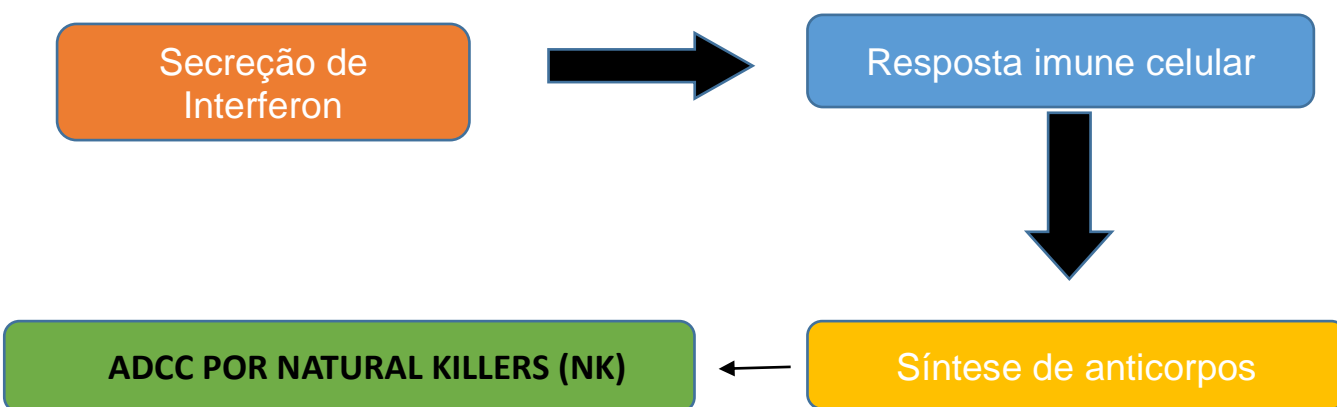 Secreção de
Interferon
Resposta imune celular
ADCC POR NATURAL KILLERS (NK)
Síntese de anticorpos